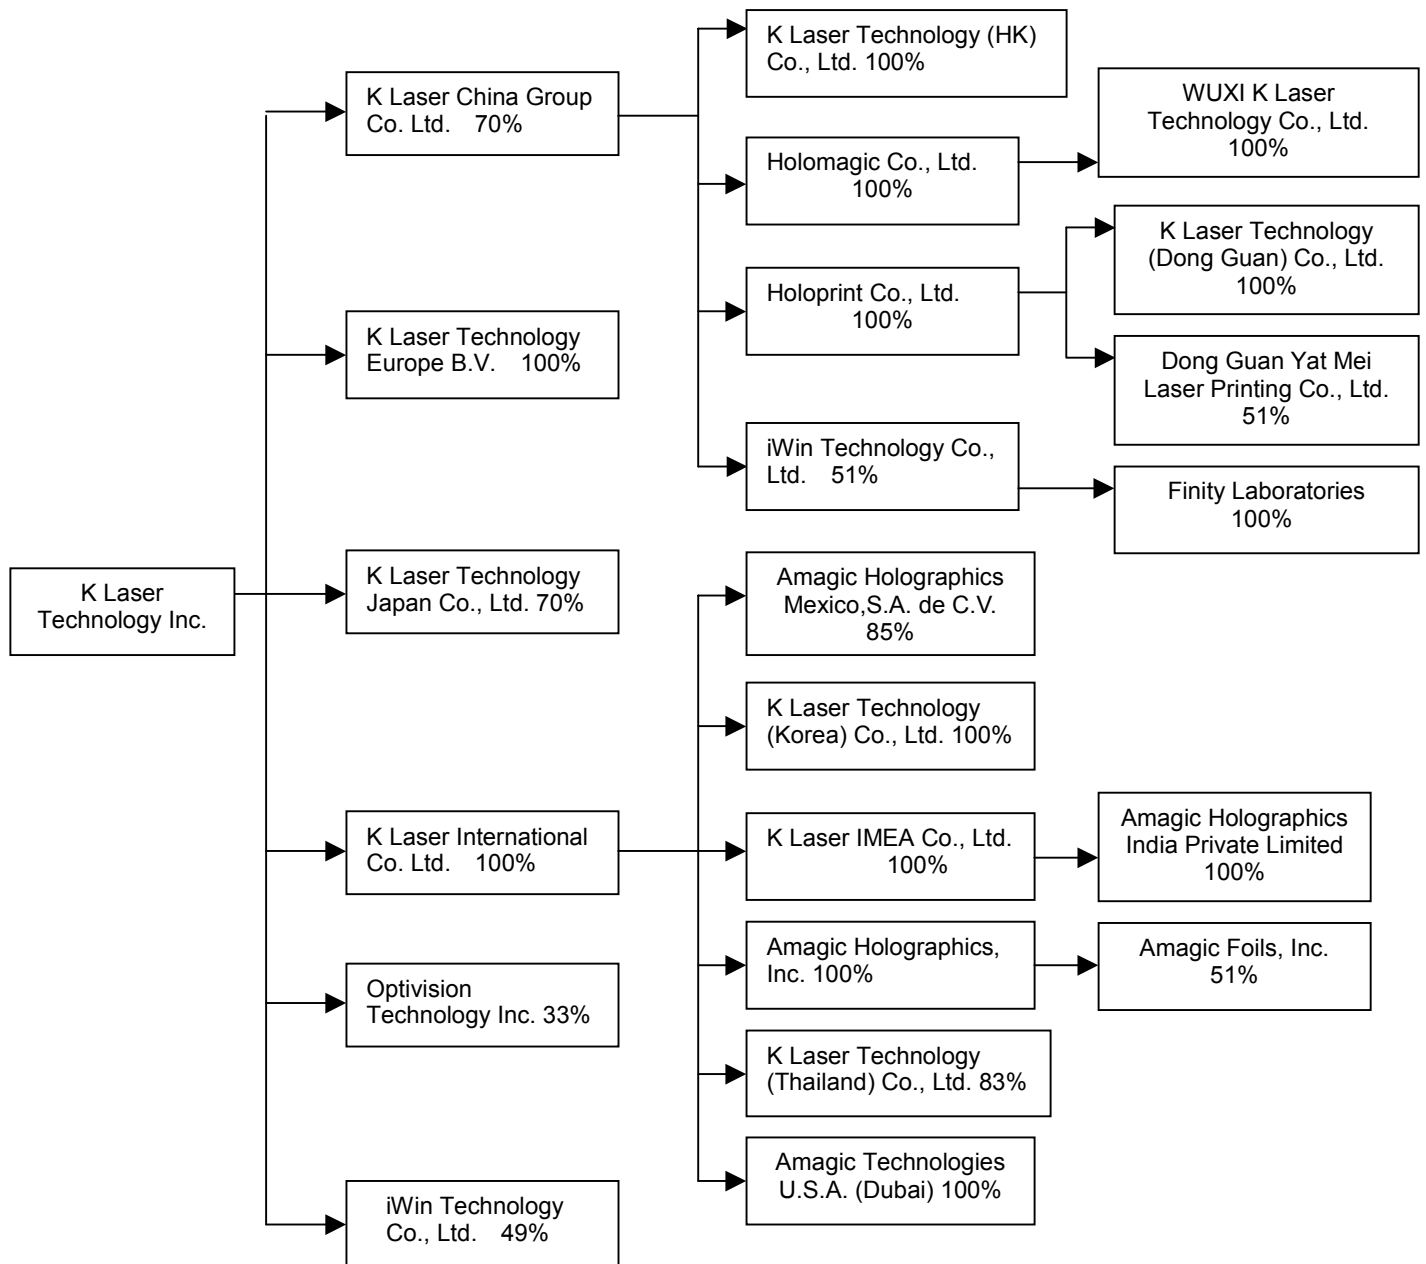 K Laser
Technology Inc.
K Laser China Group
Co. Ltd. 70%
K Laser Technology
Europe B.V. 100%
K Laser Technology
Japan Co., Ltd. 70%
K Laser International
Co. Ltd. 100%
Optivision
Technology Inc. 33%
iWin Technology
Co., Ltd. 49%
K Laser Technology (HK)
Co., Ltd. 100%
Holomagic Co., Ltd.
100%
Holoprint Co., Ltd.
100%
iWin Technology Co.,
Ltd. 51%
WUXI K Laser
Technology Co., Ltd.
100%
K Laser Technology
(Dong Guan) Co., Ltd.
100%
Dong Guan Yat Mei
Laser Printing Co., Ltd.
51%
Finity Laboratories
100%
Amagic Holographics
Mexico,S.A. de C.V.
85%
K Laser Technology
(Korea) Co., Ltd. 100%
K Laser IMEA Co., Ltd.
100%
Amagic Holographics,
Inc. 100%
K Laser Technology
(Thailand) Co., Ltd. 83%
Amagic Technologies
U.S.A. (Dubai) 100%
Amagic Holographics
India Private Limited
100%
Amagic Foils, Inc.
51%